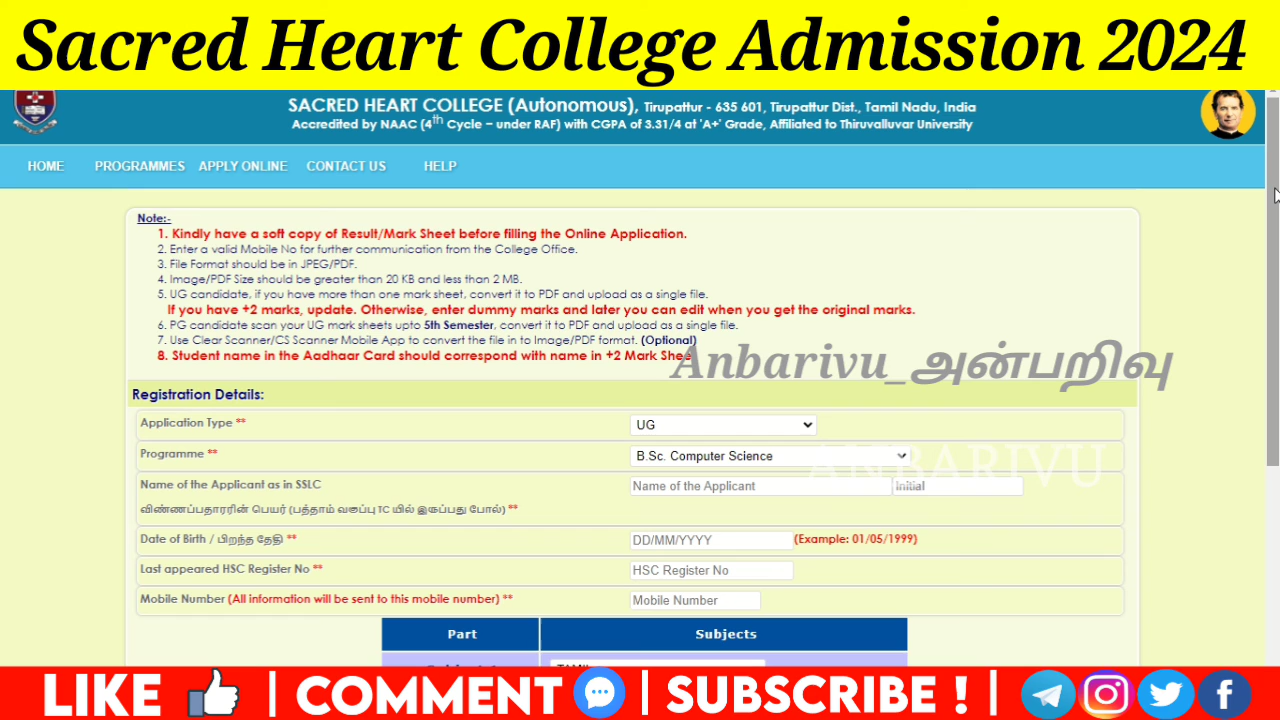 Sacred Heart College Admission 2024
SACRED HEART COLLEGE (Autonomous), Tirupattur - 635 601, Tirupattur Dist., Tamil Nadu, India
Accredited by NAAC (4th Cycle – under RAF) with CGPA of 3.31/4 at 'A+' Grade, Affiliated to Thiruvalluvar University
HOME PROGRAMMES APPLY ONLINE CONTACT US HELP
Note:-
1. Kindly have a soft copy of Result/Mark Sheet before filling the Online Application.
2. Enter a valid Mobile No for further communication from the College Office.
3. File Format should be in JPEG/PDF.
4. Image/PDF Size should be greater than 20 KB and less than 2 MB.
5. UG candidate, if you have more than one mark sheet, convert it to PDF and upload as a single file.
If you have +2 marks, update. Otherwise, enter dummy marks and later you can edit when you get the original marks.
6. PG candidate scan your UG mark sheets upto 5th Semester, convert it to PDF and upload as a single file.
7. Use Clear Scanner/CS Scanner Mobile App to convert the file in to Image/PDF format. (Optional)
8. Student name in the Aadhaar Card should correspond with name in +2 Mark Shee
Anbarivu_அன்பறிவு
Registration Details:
Application Type ** UG
Programme ** B.Sc. Computer Science
ANBARIVU
Name of the Applicant as in SSLC Name of the Applicant Initial
விண்ணப்பதாரரின் பெயர் (பத்தாம் வகுப்பு TC யில் இருப்பது போல்) **
Date of Birth / பிறந்த தேதி ** DD/MM/YYYY (Example: 01/05/1999)
Last appeared HSC Register No ** HSC Register No
Mobile Number (All information will be sent to this mobile number) ** Mobile Number
Part Subjects
LIKE | COMMENT | SUBSCRIBE ! |